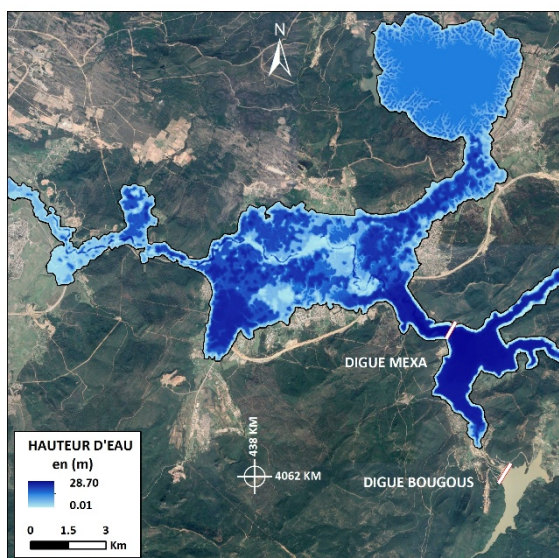 N
DIGUE MEXA
438 KM
4062 KM
DIGUE BOUGOUS
HAUTEUR D'EAU
en (m)
28.70
0.01
0 1.5 3
Km